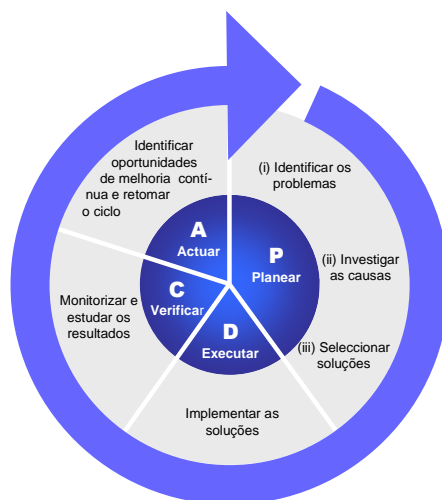 (i) Identificar os
problemas
(ii) Investigar
as causas
(iii) Seleccionar
soluções
P
Planear
D
Executar
Implementar as
soluções
C
Verificar
Monitorizar e
estudar os
resultados
A
Actuar
Identificar
oportunidades
de melhoria contí-
nua e retomar
o ciclo